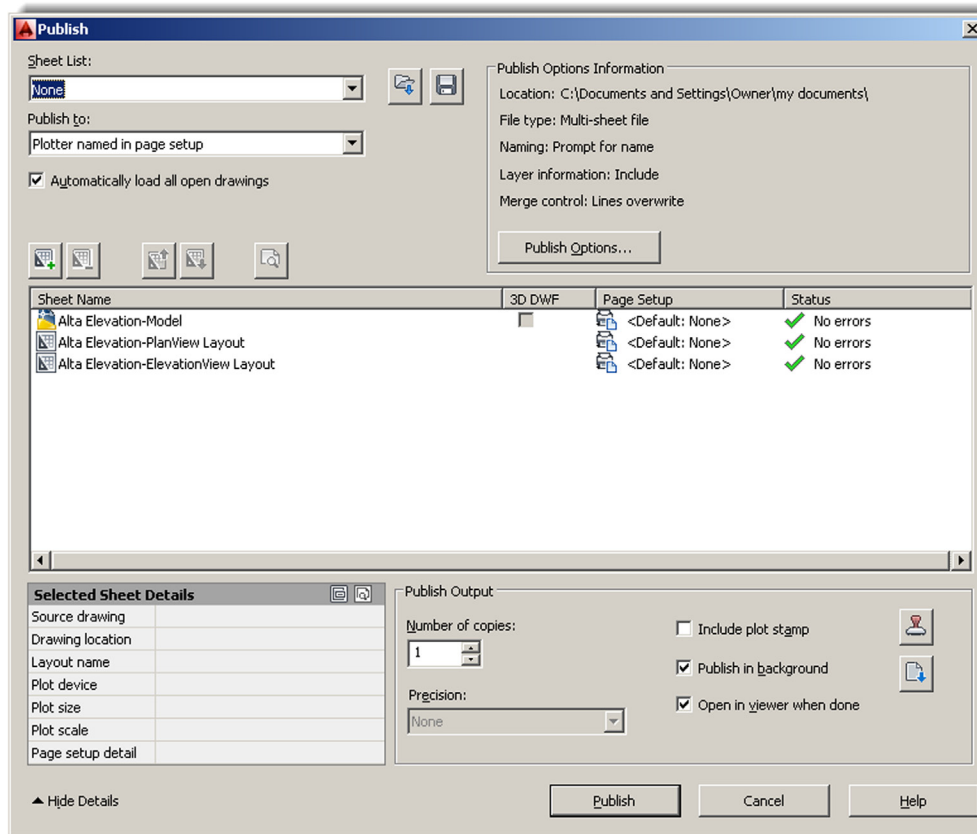 Publish
Sheet List:
None
Publish to:
Plotter named in page setup
Automatically load all open drawings
Publish Options Information
Location: C:\Documents and Settings\Owner\my documents\
File type: Multi-sheet file
Naming: Prompt for name
Layer information: Include
Merge control: Lines overwrite
Publish Options...
Sheet Name 3D DWF Page Setup Status
Alta Elevation-Model <Default: None> No errors
Alta Elevation-PlanView Layout <Default: None> No errors
Alta Elevation-ElevationView Layout <Default: None> No errors
Selected Sheet Details
Source drawing
Drawing location
Layout name
Plot device
Plot size
Plot scale
Page setup detail
Publish Output
Number of copies:
1
Precision:
None
Include plot stamp
Publish in background
Open in viewer when done
Hide Details
Publish Cancel Help